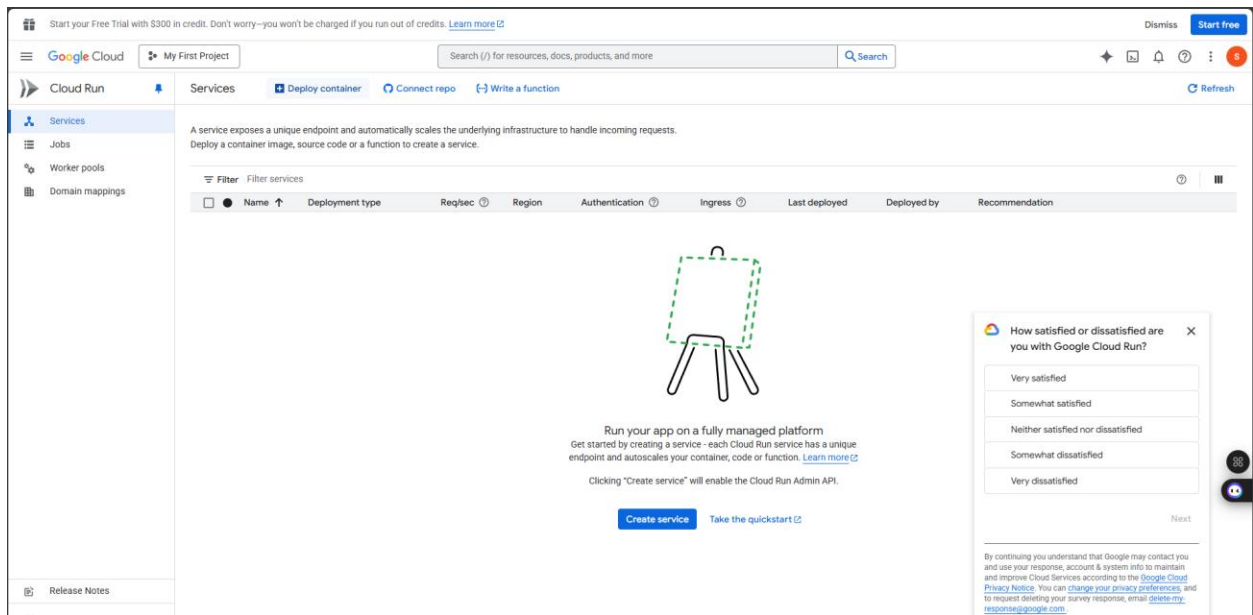 Start your Free Trial with $300 in credit. Don't worry—you won't be charged if you run out of credits. Learn more
Dismiss
Start free
Google Cloud
My First Project
Search (/) for resources, docs, products, and more
Search
S
Cloud Run
Services
Deploy container
Connect repo
Write a function
Refresh
Services
Jobs
Worker pools
Domain mappings
A service exposes a unique endpoint and automatically scales the underlying infrastructure to handle incoming requests.
Deploy a container image, source code or a function to create a service.
Filter Filter services
Name Deployment type Req/sec Region Authentication Ingress Last deployed Deployed by Recommendation
Run your app on a fully managed platform
Get started by creating a service - each Cloud Run service has a unique
endpoint and autoscales your container, code or function. Learn more
Clicking "Create service" will enable the Cloud Run Admin API.
Create service
Take the quickstart
How satisfied or dissatisfied are
you with Google Cloud Run?
Very satisfied
Somewhat satisfied
Neither satisfied nor dissatisfied
Somewhat dissatisfied
Very dissatisfied
Next
By continuing you understand that Google may contact you
and use your response, account & system info to maintain
and improve Cloud Services according to the Google Cloud
Privacy Notice. You can change your privacy preferences, and
to request deleting your survey response, email delete-my-
response@google.com.
Release Notes